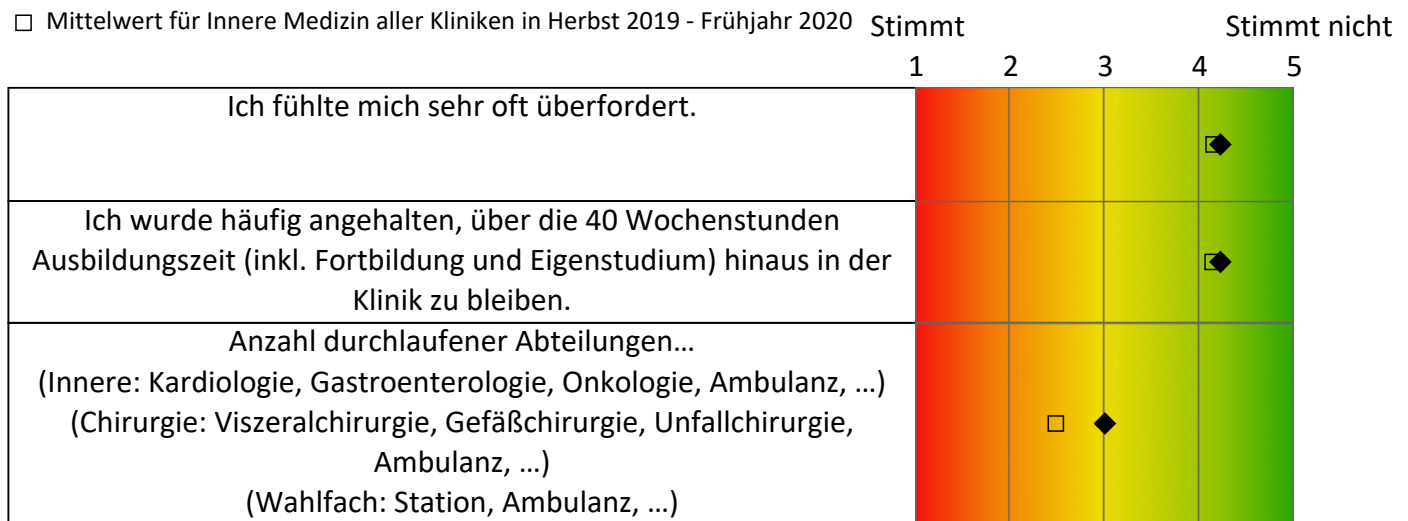 □ Mittelwert für Innere Medizin aller Kliniken in Herbst 2019 - Frühjahr 2020
Stimmt Stimmt nicht
1 2 3 4 5
Ich fühlte mich sehr oft überfordert.
Ich wurde häufig angehalten, über die 40 Wochenstunden
Ausbildungszeit (inkl. Fortbildung und Eigenstudium) hinaus in der
Klinik zu bleiben.
Anzahl durchlaufener Abteilungen…
(Innere: Kardiologie, Gastroenterologie, Onkologie, Ambulanz, …)
(Chirurgie: Viszeralchirurgie, Gefäßchirurgie, Unfallchirurgie,
Ambulanz, …)
(Wahlfach: Station, Ambulanz, …)